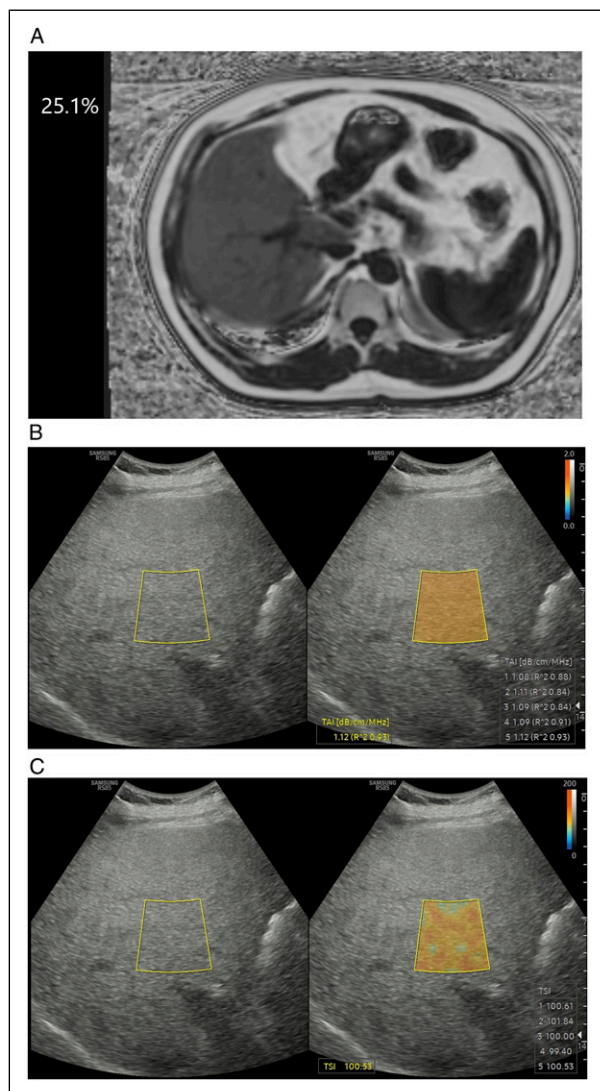 A
25.1%
B
SAMSUNG
RS85
SAMSUNG
RS85
2.0
0.0
TAI [dB/cm/MHz]
1 1.08 (R^2 0.88)
2 1.11 (R^2 0.84)
3 1.09 (R^2 0.84)
4 1.09 (R^2 0.91)
5 1.12 (R^2 0.93)
14
TAI [dB/cm/MHz]
1.12 (R^2 0.93)
C
SAMSUNG
RS85
SAMSUNG
RS85
200
0
TSI
1 100.61
2 101.84
3 100.00
4 99.40
5 100.53
14
TSI 100.53